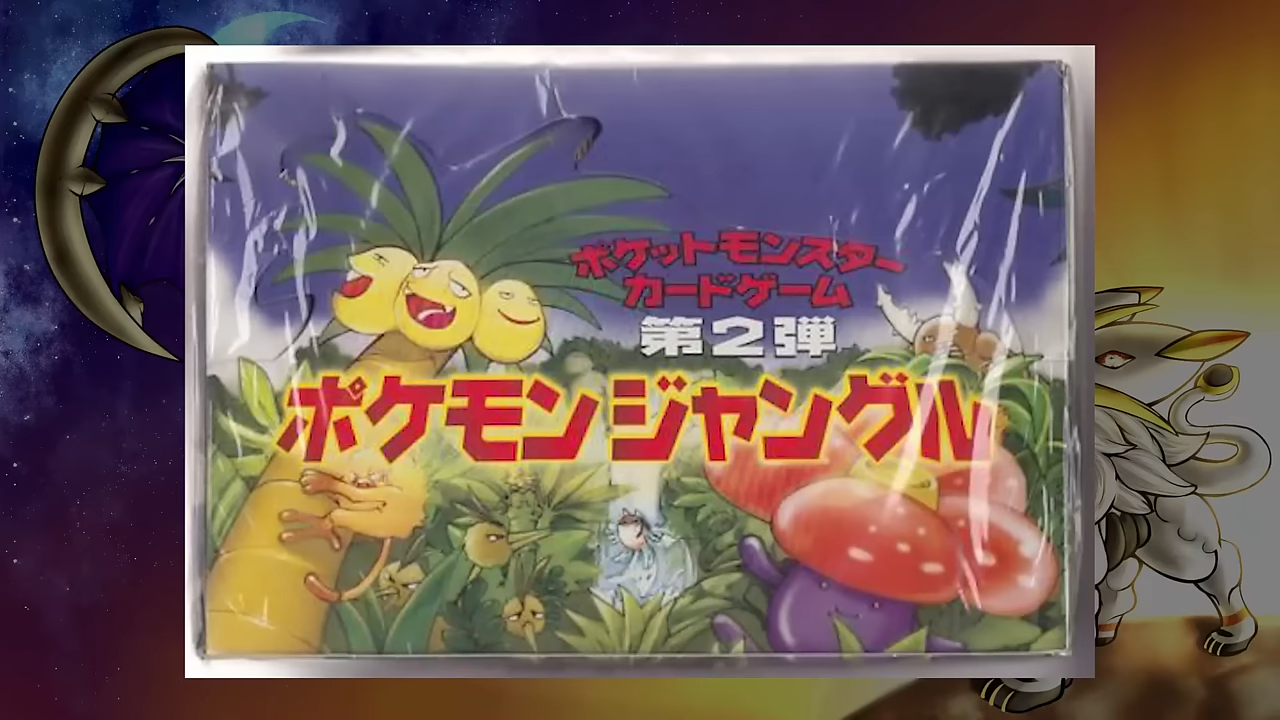 ポケットモンスター
カードゲーム
第2弾
ポケモンジャングル